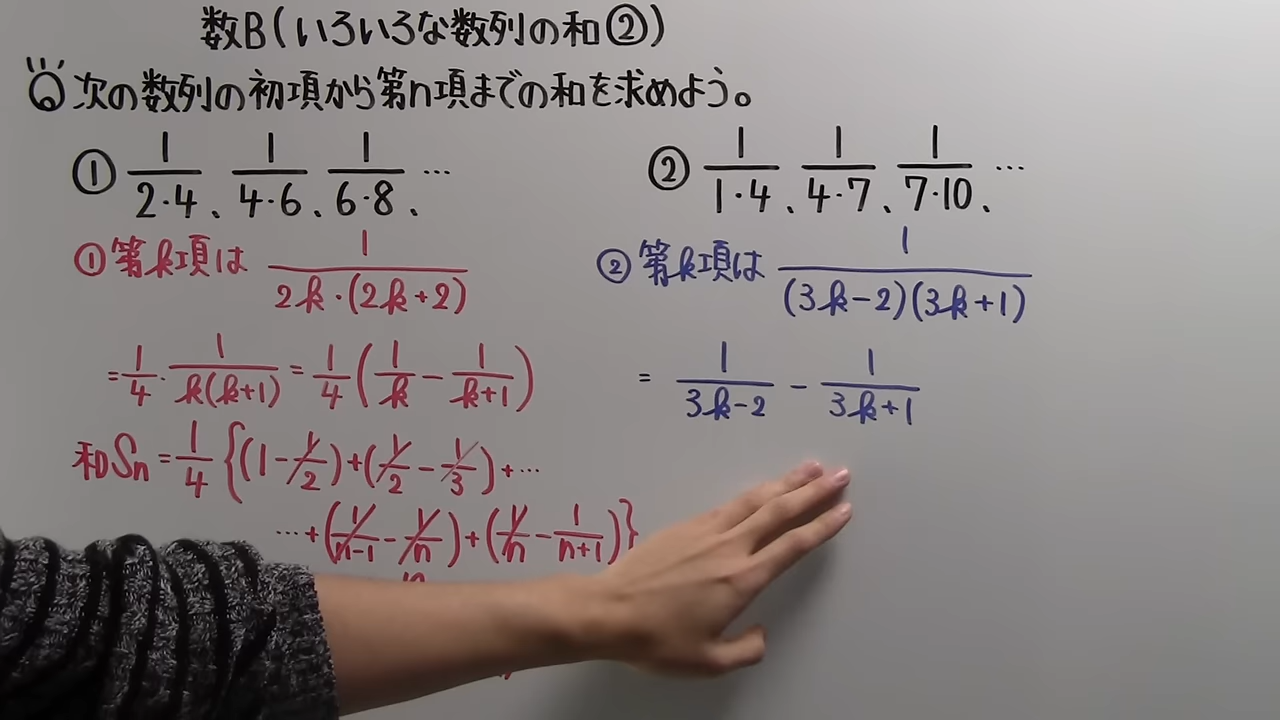 数B(いろいろな数列の和②)
次の数列の初項から第n項までの和を求めよう。
① 1/(2・4)、1/(4・6)、1/(6・8)、…
① 第k項は 1/(2k・(2k+2))
= 1/4・1/(k(k+1)) = 1/4(1/k − 1/(k+1))
和Sn = 1/4{(1−1/2)+(1/2−1/3)+…
…+(1/(n-1)−1/n)+(1/n−1/(n+1))}
② 1/(1・4)、1/(4・7)、1/(7・10)、…
② 第k項は 1/((3k−2)(3k+1))
= 1/(3k−2) − 1/(3k+1)